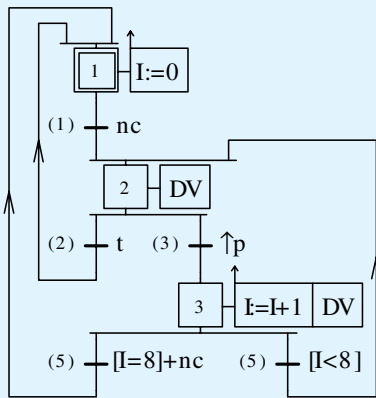 1 I:=0
(1) nc
2 DV
(2) t (3) ↑p
3 I:=I+1 DV
(5) [I=8]+nc (5) [I<8]